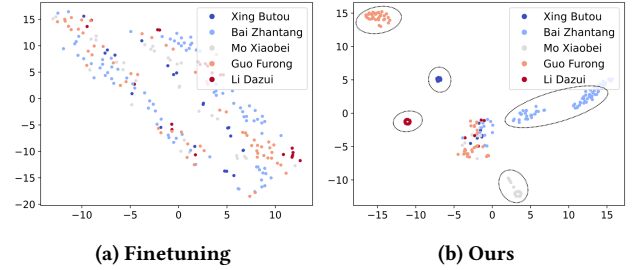 Xing Butou
Bai Zhantang
Mo Xiaobei
Guo Furong
Li Dazui
15
10
5
0
−5
−10
−15
−20
−10
−5
0
5
10
(a) Finetuning
Xing Butou
Bai Zhantang
Mo Xiaobei
Guo Furong
Li Dazui
15
10
5
0
−5
−10
−15
−10
−5
0
5
10
15
(b) Ours